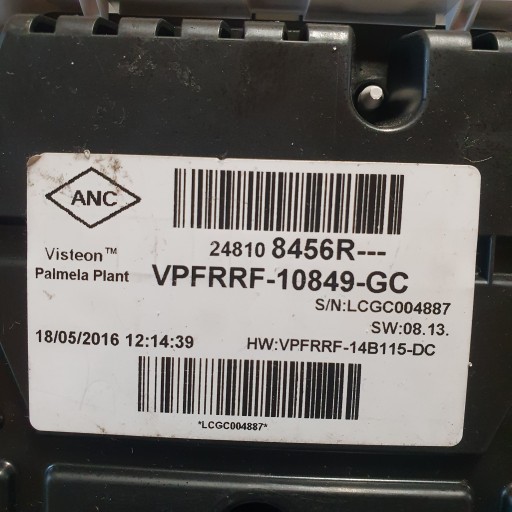 ANC
24810 8456R---
Visteon™
Palmela Plant
VPFRRF-10849-GC
S/N:LCGC004887
SW:08.13.
18/05/2016 12:14:39
HW:VPFRRF-14B115-DC
*LCGC004887*